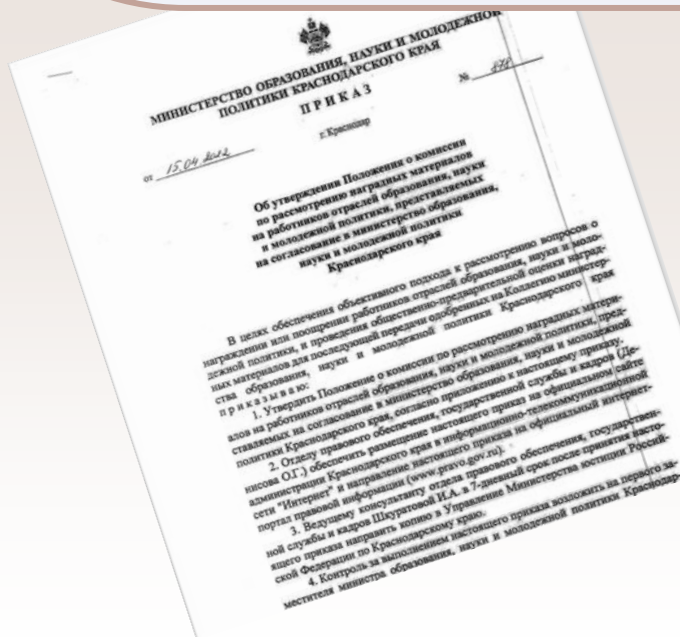 МИНИСТЕРСТВО ОБРАЗОВАНИЯ, НАУКИ И МОЛОДЕЖНОЙ
ПОЛИТИКИ КРАСНОДАРСКОГО КРАЯ
ПРИКАЗ
от 15.04.2022 №
г. Краснодар
Об утверждении Положения о комиссии
по рассмотрению наградных материалов
на работников отраслей образования, науки
и молодежной политики, представляемых
на согласование в министерство образования,
науки и молодежной политики
Краснодарского края
В целях обеспечения объективного подхода к рассмотрению вопросов о
награждении или поощрении работников отраслей образования, науки и моло-
дежной политики, и проведения общественно-предварительной оценки наград-
ных материалов для последующей передачи одобренных на Коллегию министер-
ства образования, науки и молодежной политики Краснодарского края
приказываю:
1. Утвердить Положение о комиссии по рассмотрению наградных матери-
алов на работников отраслей образования, науки и молодежной политики, пред-
ставляемых на согласование в министерство образования, науки и молодежной
политики Краснодарского края, согласно приложению к настоящему приказу.
2. Отделу правового обеспечения, государственной службы и кадров (Де-
нисова О.Г.) обеспечить размещение настоящего приказа на официальном сайте
администрации Краснодарского края в информационно-телекоммуникационной
сети "Интернет" и направление настоящего приказа на официальный интернет-
портал правовой информации (www.pravo.gov.ru).
3. Ведущему консультанту отдела правового обеспечения, государствен-
ной службы и кадров Шкуратовой И.А. в 7-дневный срок после принятия насто-
ящего приказа направить копию в Управление Министерства юстиции Россий-
ской Федерации по Краснодарскому краю.
4. Контроль за выполнением настоящего приказа возложить на первого за-
местителя министра образования, науки и молодежной политики Краснодар-